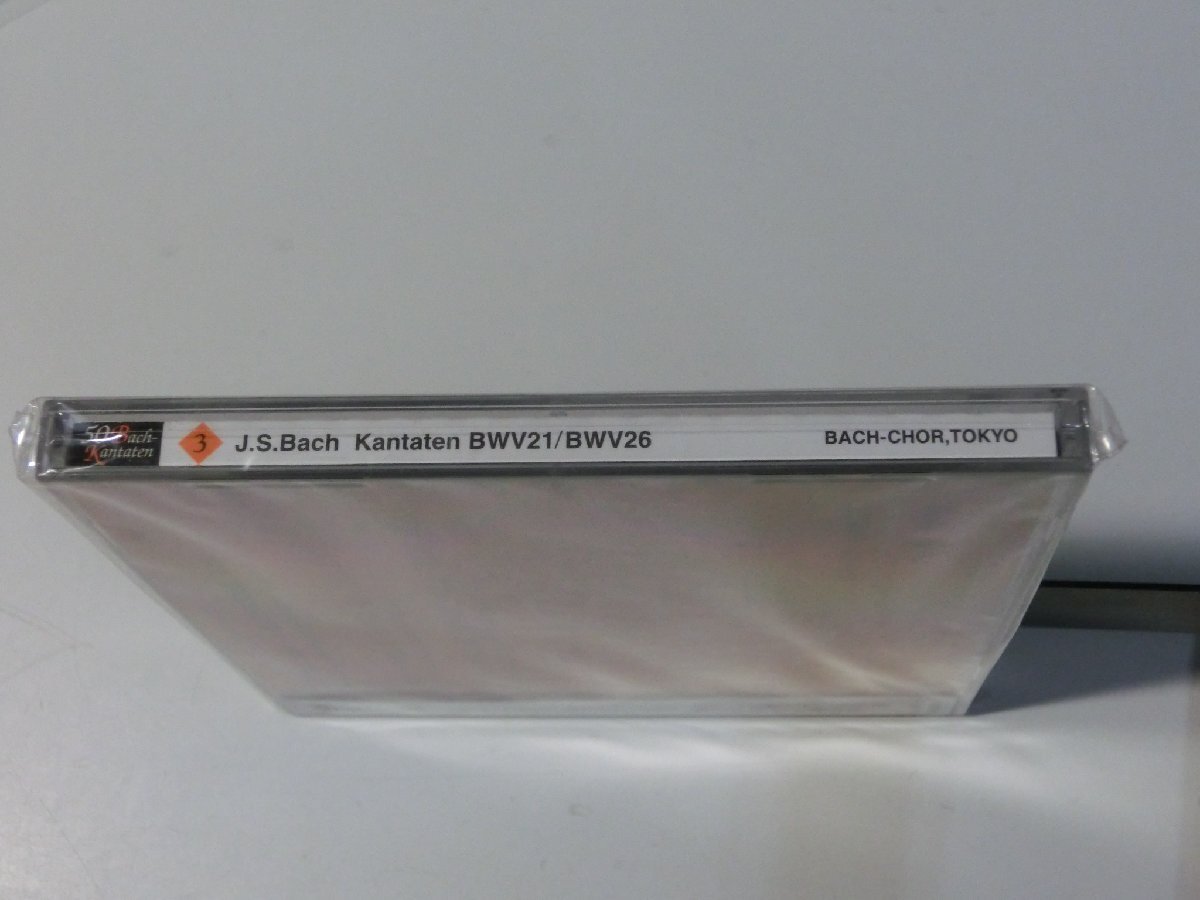 50 Bach-
Kantaten
3 J.S.Bach Kantaten BWV21/BWV26 BACH-CHOR,TOKYO